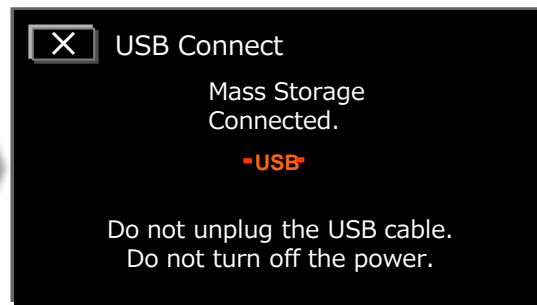 USB Connect
Mass Storage
Connected.
USB
Do not unplug the USB cable.
Do not turn off the power.